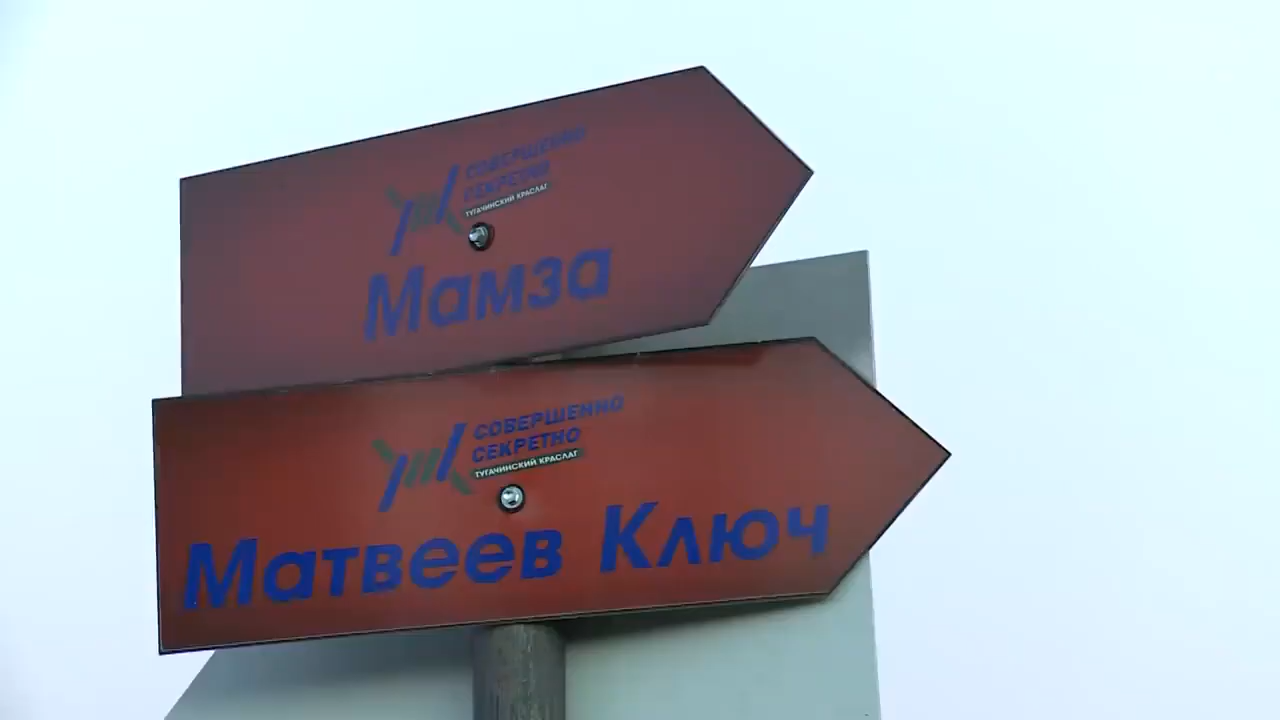 СОВЕРШЕННО
СЕКРЕТНО
ТУГАЧИНСКИЙ КРАСЛАГ
Мамза
СОВЕРШЕННО
СЕКРЕТНО
ТУГАЧИНСКИЙ КРАСЛАГ
Матвеев Ключ